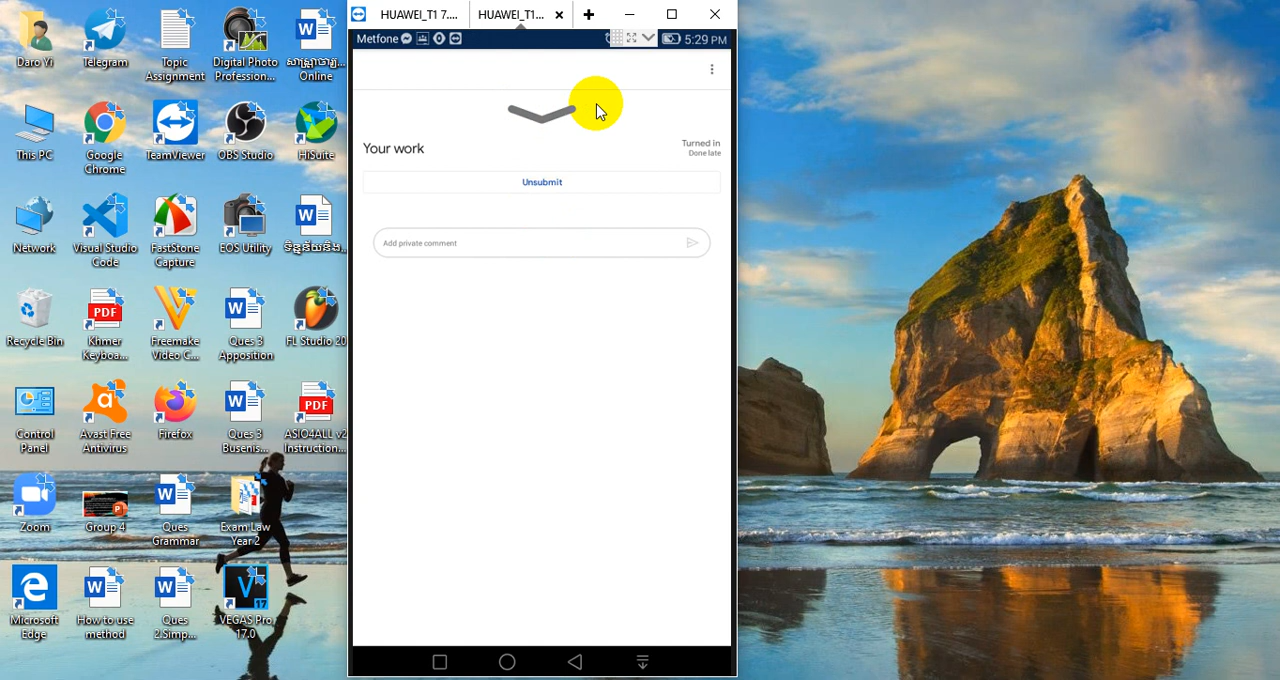 HUAWEI_T1 7....
HUAWEI_T1...
Metfone
5:29 PM
Your work
Turned in
Done late
Unsubmit
Add private comment
Daro Yi
Telegram
Topic
Assignment
Digital Photo
Profession...
Online
This PC
Google
Chrome
TeamViewer
OBS Studio
HiSuite
Network
Visual Studio
Code
FastStone
Capture
EOS Utility
Recycle Bin
PDF
Khmer
Keyboa...
Freemake
Video C...
Ques 3
Apposition
FL Studio 20
Control
Panel
Avast Free
Antivirus
Firefox
Ques 3
Busenis...
PDF
ASIO4ALL v2
Instruction...
Zoom
Group 4
Ques
Grammar
Exam Law
Year 2
Microsoft
Edge
How to use
method
Ques
2.Simp...
VEGAS Pro
17.0